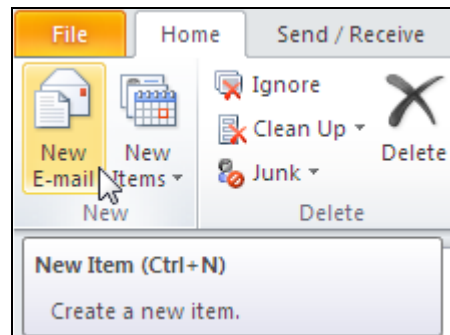 File Home Send / Receive
New E-mail
New Items
Ignore
Clean Up
Junk
Delete
New
Delete
New Item (Ctrl+N)
Create a new item.